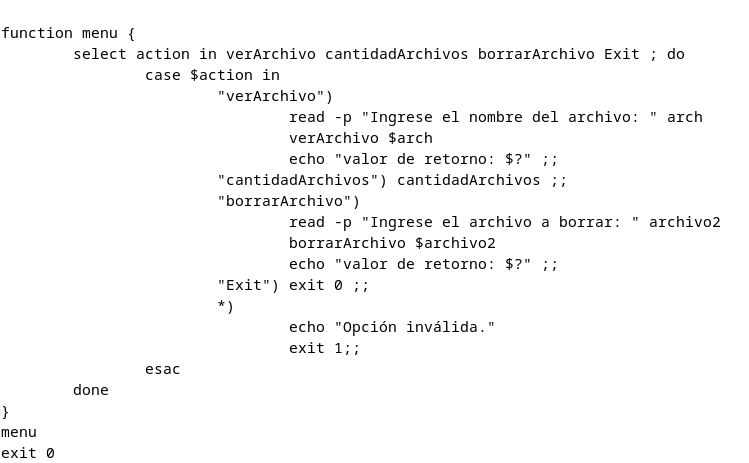 function menu {
        select action in verArchivo cantidadArchivos borrarArchivo Exit ; do
                case $action in
                        "verArchivo")
                                read -p "Ingrese el nombre del archivo: " arch
                                verArchivo $arch
                                echo "valor de retorno: $?" ;;
                        "cantidadArchivos") cantidadArchivos ;;
                        "borrarArchivo")
                                read -p "Ingrese el archivo a borrar: " archivo2
                                borrarArchivo $archivo2
                                echo "valor de retorno: $?" ;;
                        "Exit") exit 0 ;;
                        *)
                                echo "Opción inválida."
                                exit 1;;
                esac
        done
}
menu
exit 0